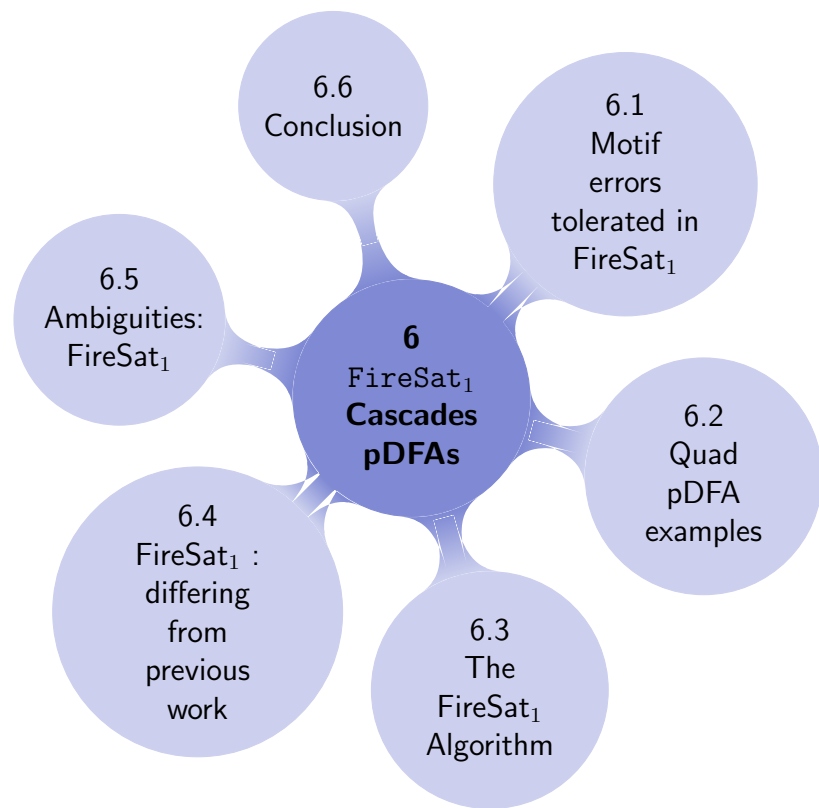 6
FireSat₁
Cascades
pDFAs
6.1
Motif
errors
tolerated in
FireSat₁
6.2
Quad
pDFA
examples
6.3
The
FireSat₁
Algorithm
6.4
FireSat₁ :
differing
from
previous
work
6.5
Ambiguities:
FireSat₁
6.6
Conclusion